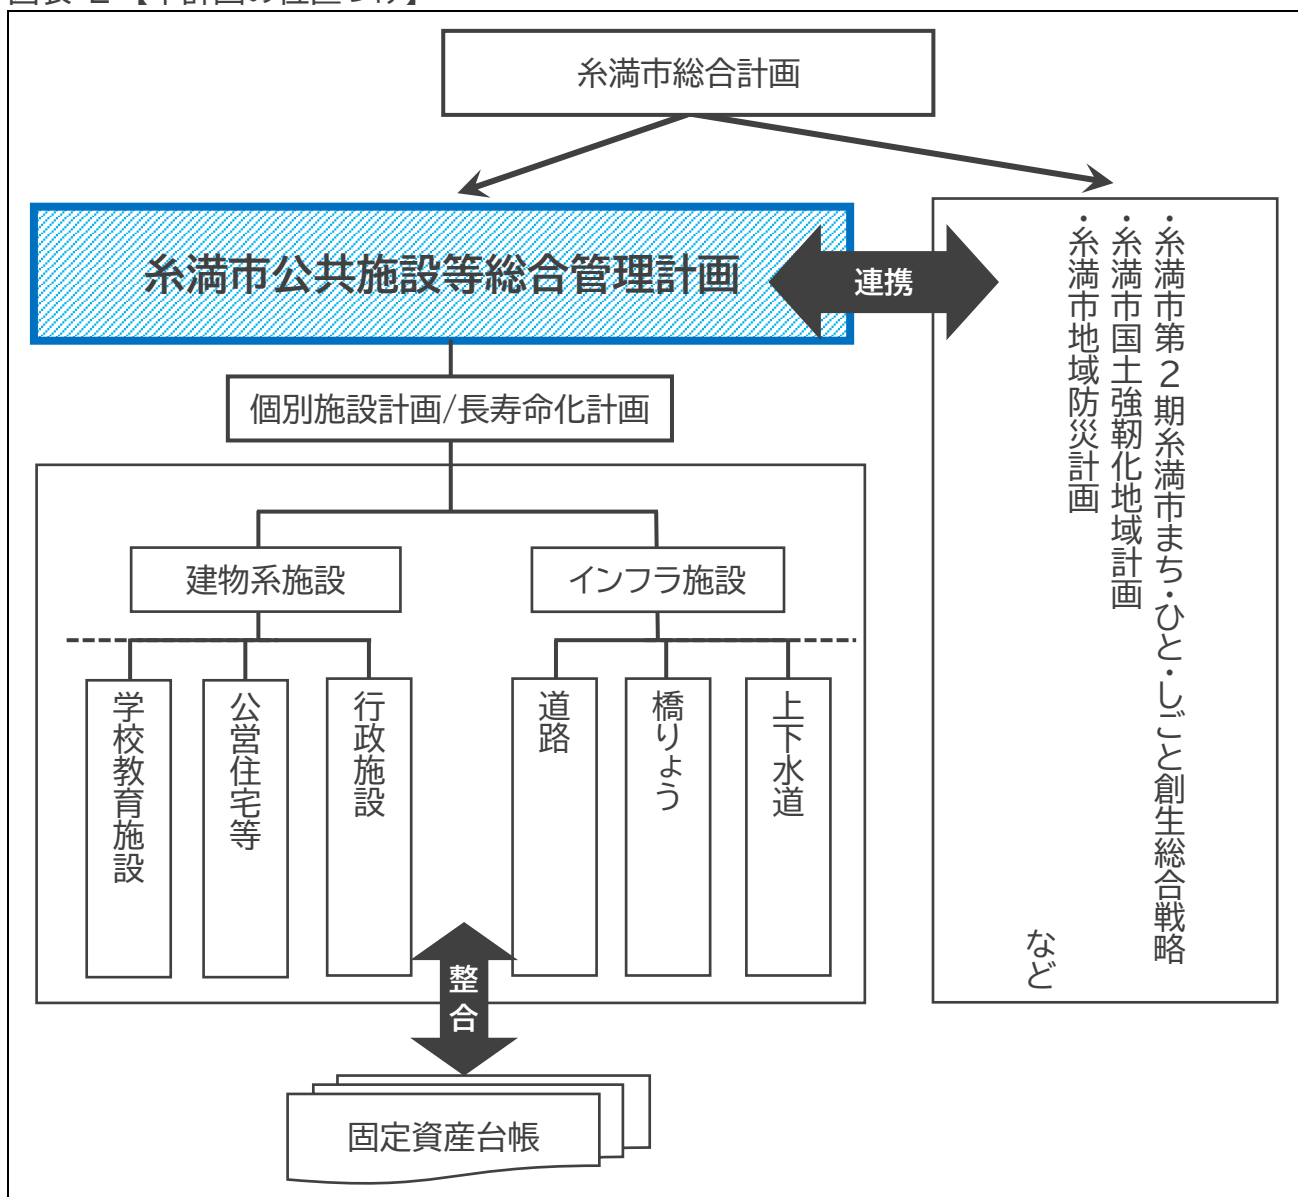 糸満市総合計画
糸満市公共施設等総合管理計画
連携
・糸満市第２期糸満市まち・ひと・しごと創生総合戦略
・糸満市国土強靭化地域計画
・糸満市地域防災計画
など
個別施設計画/長寿命化計画
建物系施設
インフラ施設
学校教育施設
公営住宅等
行政施設
道路
橋りょう
上下水道
整合
固定資産台帳